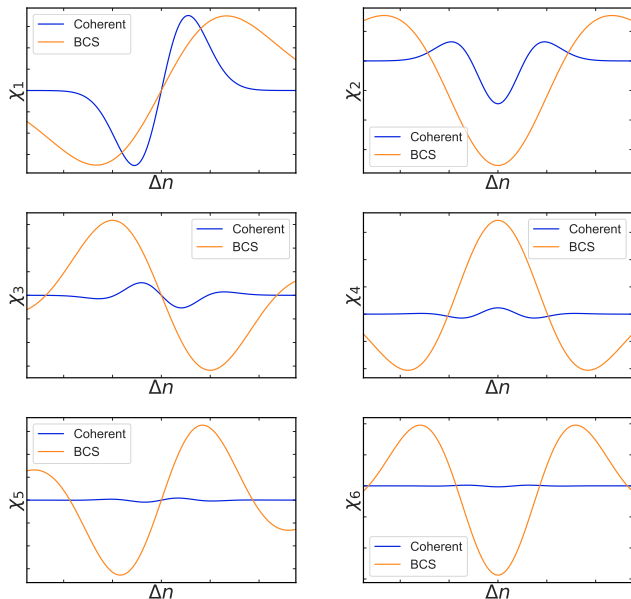 Coherent
BCS
χ1
Δn
Coherent
BCS
χ2
Δn
Coherent
BCS
χ3
Δn
Coherent
BCS
χ4
Δn
Coherent
BCS
χ5
Δn
Coherent
BCS
χ6
Δn